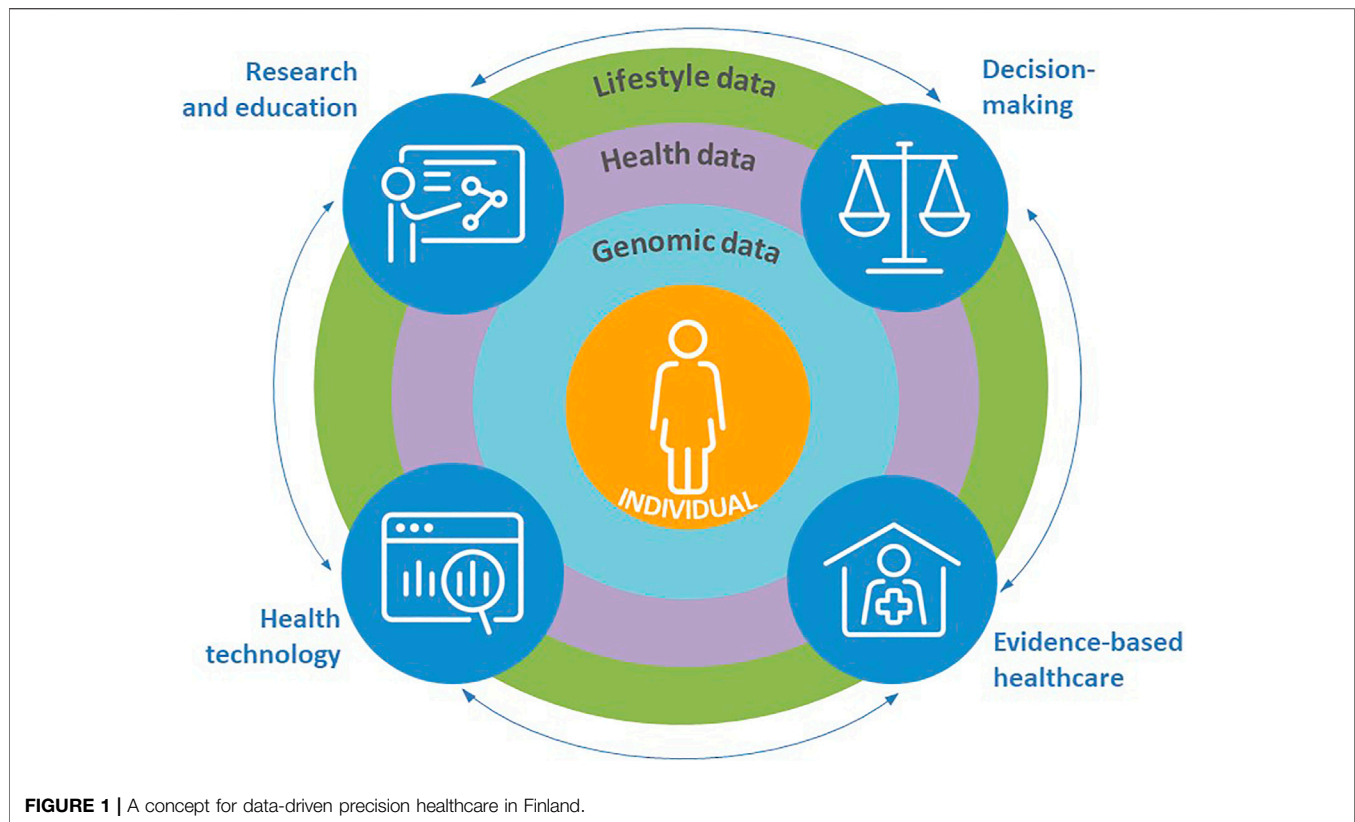 Research
and education
Decision-
making
Lifestyle data
Health data
Genomic data
INDIVIDUAL
Health
technology
Evidence-based
healthcare
FIGURE 1 | A concept for data-driven precision healthcare in Finland.